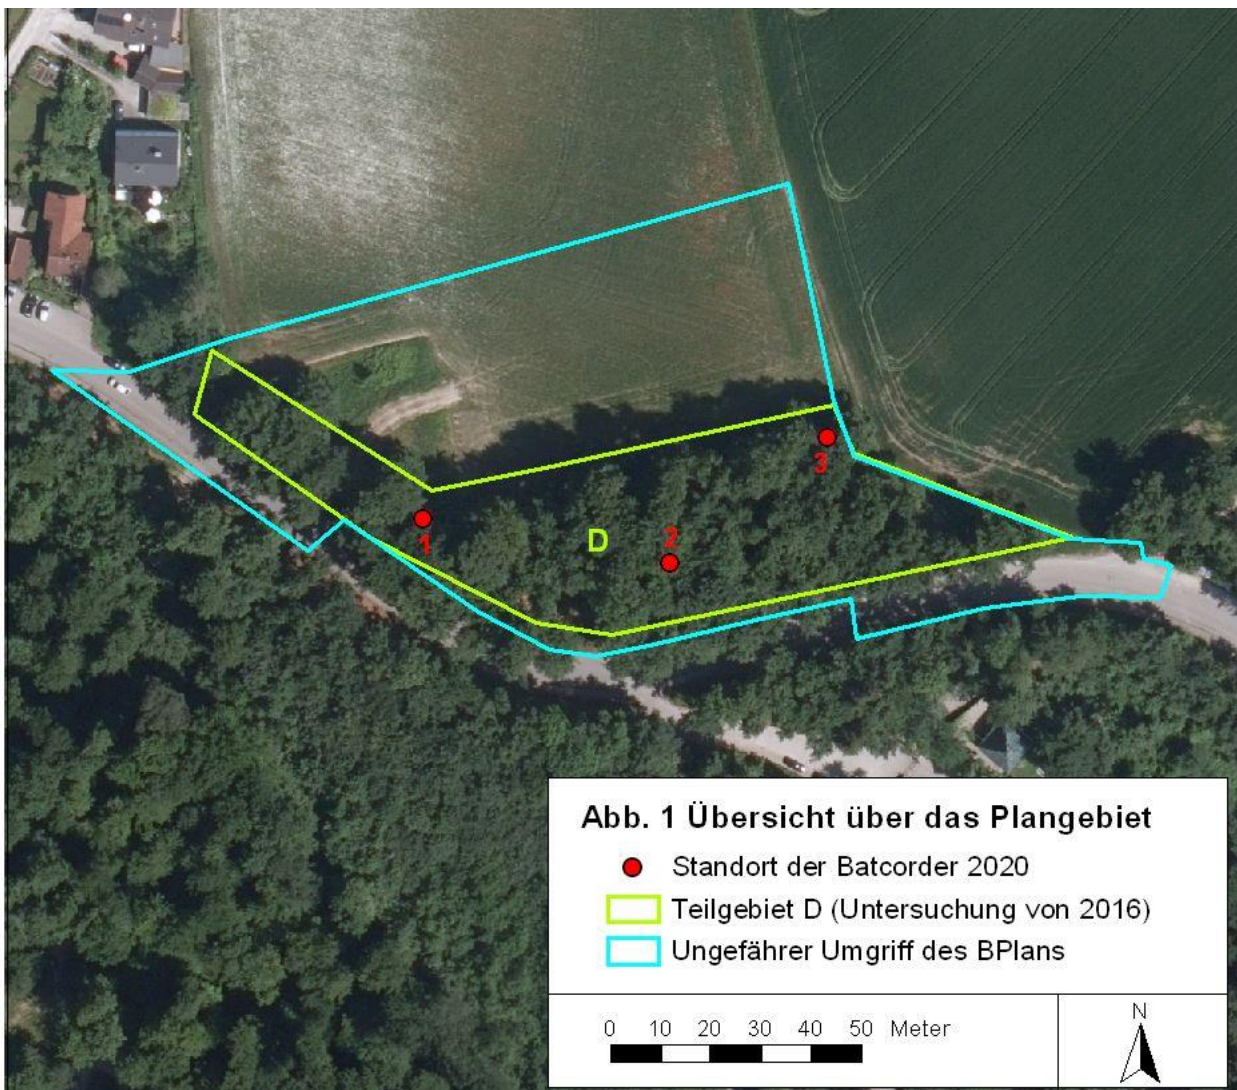 3
1
D
2
Abb. 1 Übersicht über das Plangebiet
Standort der Batcorder 2020
Teilgebiet D (Untersuchung von 2016)
Ungefährer Umgriff des BPlans
0 10 20 30 40 50 Meter
N